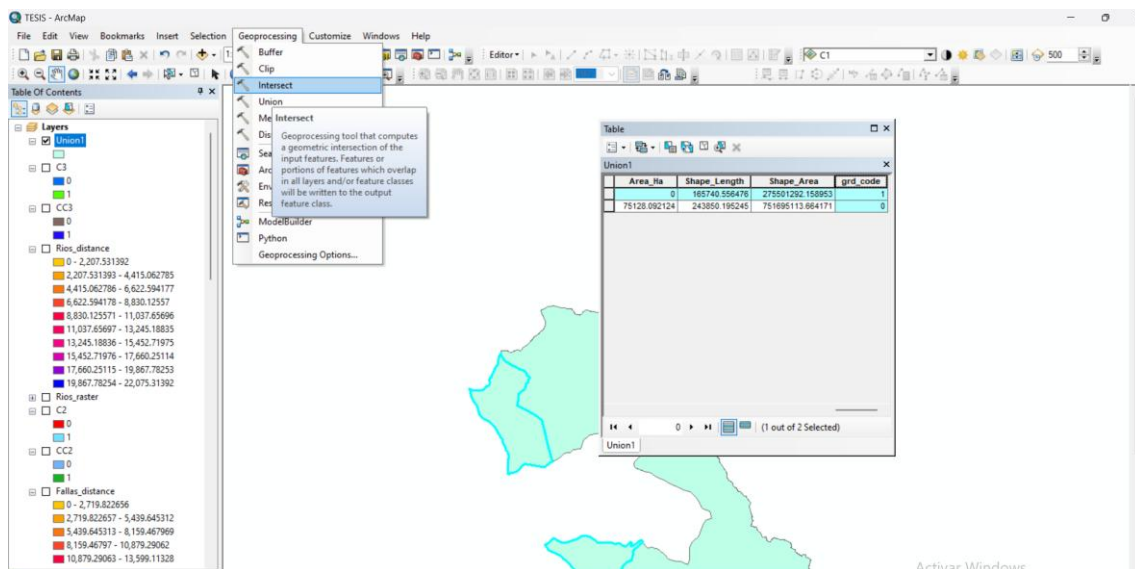 TESIS - ArcMap
File Edit View Bookmarks Insert Selection Geoprocessing Customize Windows Help
Editor
C1
500
Table Of Contents
Layers
Union1
C3
0
1
CC3
0
1
Rios_distance
0 - 2,207.531392
2,207.531393 - 4,415.062785
4,415.062786 - 6,622.594177
6,622.594178 - 8,830.12557
8,830.125571 - 11,037.65696
11,037.65697 - 13,245.18835
13,245.18836 - 15,452.71975
15,452.71976 - 17,660.25114
17,660.25115 - 19,867.78253
19,867.78254 - 22,075.31392
Rios_raster
C2
0
1
CC2
0
1
Fallas_distance
0 - 2,719.822656
2,719.822657 - 5,439.645312
5,439.645313 - 8,159.467969
8,159.46797 - 10,879.29062
10,879.29063 - 13,599.11328
Buffer
Clip
Intersect
Union
Me
Dis
Sea
Arc
Env
Res
ModelBuilder
Python
Geoprocessing Options...
Intersect
Geoprocessing tool that computes
a geometric intersection of the
input features. Features or
portions of features which overlap
in all layers and/or feature classes
will be written to the output
feature class.
Table
Union1
Area_Ha Shape_Length Shape_Area grd_code
0 165740.556476 275501292.158953 1
75128.092124 243850.195245 751695113.664171 0
0 (1 out of 2 Selected)
Union1
Activar Windows